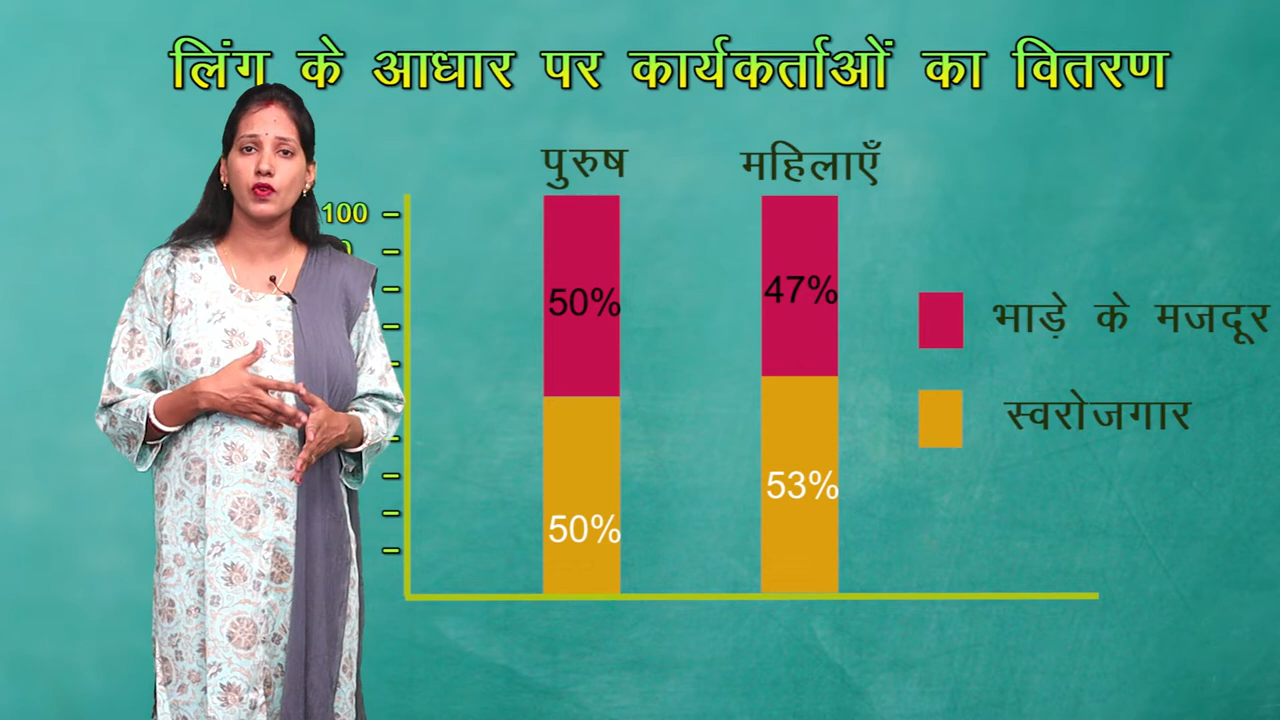 लिंग के आधार पर कार्यकर्ताओं का वितरण
पुरुष
महिलाएँ
100
50%
47%
भाड़े के मजदूर
स्वरोजगार
50%
53%